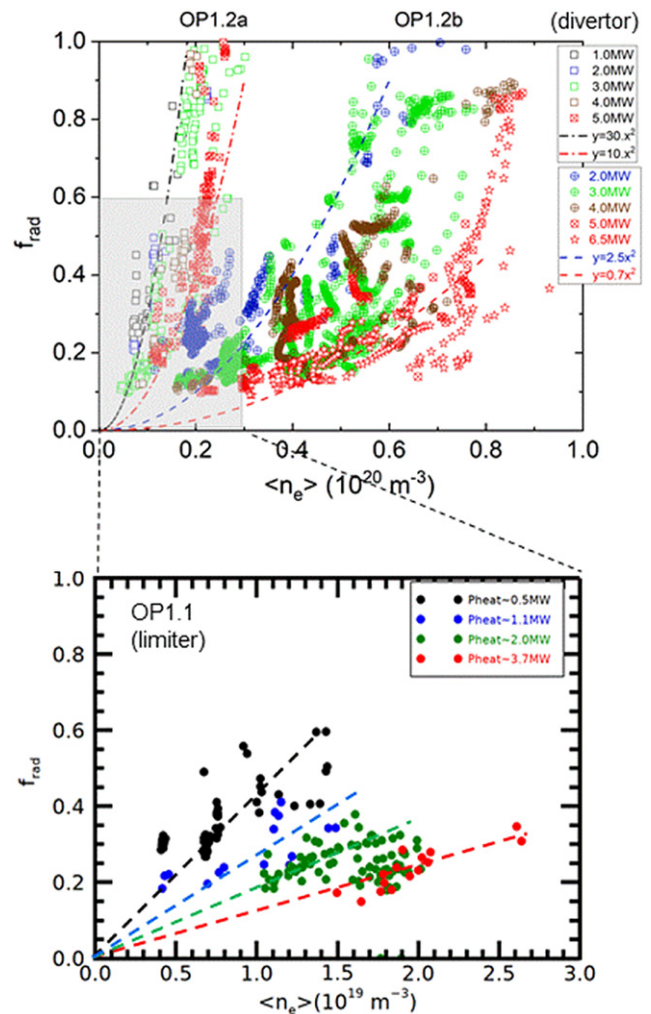 OP1.2a OP1.2b (divertor)
1.0MW
2.0MW
3.0MW
4.0MW
5.0MW
y=30.x²
y=10.x²
2.0MW
3.0MW
4.0MW
5.0MW
6.5MW
y=2.5x²
y=0.7x²
1.0
0.8
0.6
0.4
0.2
0.0
f_rad
0.0 0.2 0.4 0.6 0.8 1.0
<n_e> (10²⁰ m⁻³)
OP1.1
(limiter)
Pheat~0.5MW
Pheat~1.1MW
Pheat~2.0MW
Pheat~3.7MW
1.0
0.8
0.6
0.4
0.2
0.0
f_rad
0.0 0.5 1.0 1.5 2.0 2.5 3.0
<n_e>(10¹⁹ m⁻³)